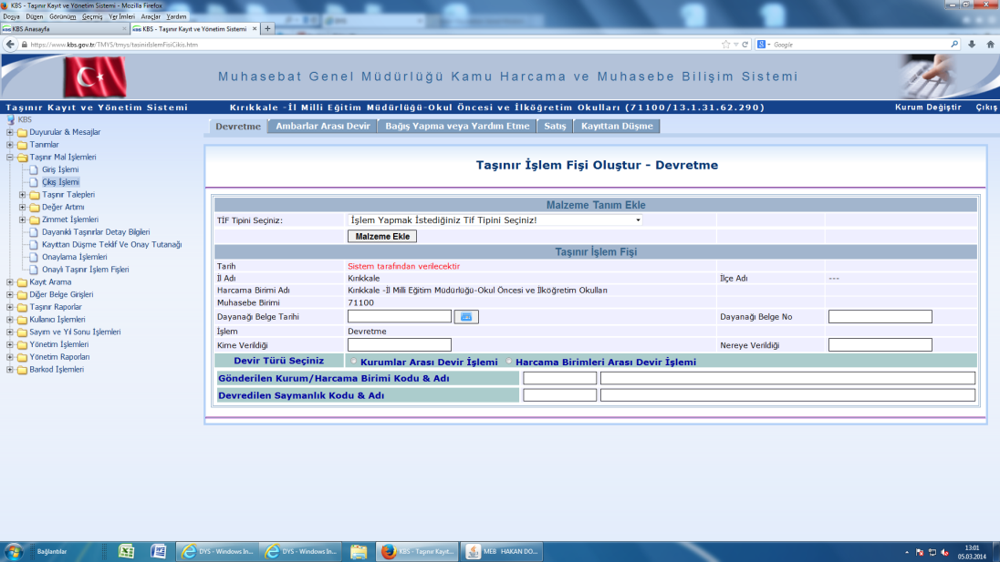 KBS - Taşınır Kayıt ve Yönetim Sistemi - Mozilla Firefox
Dosya Düzen Görünüm Geçmiş Yer İmleri Araçlar Yardım
KBS Anasayfa × KBS - Taşınır Kayıt ve Yönetim Sistemi × +
https://www.kbs.gov.tr/TMYS/tmys/tasinirIslemFisiCikis.htm Google
Muhasebat Genel Müdürlüğü Kamu Harcama ve Muhasebe Bilişim Sistemi
Taşınır Kayıt ve Yönetim Sistemi Kırıkkale -İl Milli Eğitim Müdürlüğü-Okul Öncesi ve İlköğretim Okulları (71100/13.1.31.62.290) Kurum Değiştir Çıkış
KBS
Duyurular & Mesajlar
Tanımlar
Taşınır Mal İşlemleri
Giriş İşlemi
Çıkış İşlemi
Taşınır Talepleri
Değer Artımı
Zimmet İşlemleri
Dayanıklı Taşınırlar Detay Bilgileri
Kayıttan Düşme Teklif Ve Onay Tutanağı
Onaylama İşlemleri
Onaylı Taşınır İşlem Fişleri
Kayıt Arama
Diğer Belge Girişleri
Taşınır Raporlar
Kullanıcı İşlemleri
Sayım ve Yıl Sonu İşlemleri
Yönetim İşlemleri
Yönetim Raporları
Barkod İşlemleri
Devretme Ambarlar Arası Devir Bağış Yapma veya Yardım Etme Satış Kayıttan Düşme
Taşınır İşlem Fişi Oluştur - Devretme
Malzeme Tanım Ekle
TİF Tipini Seçiniz: İşlem Yapmak İstediğiniz Tif Tipini Seçiniz!
Malzeme Ekle
Taşınır İşlem Fişi
Tarih Sistem tarafından verilecektir
İl Adı Kırıkkale İlçe Adı ---
Harcama Birimi Adı Kırıkkale -İl Milli Eğitim Müdürlüğü-Okul Öncesi ve İlköğretim Okulları
Muhasebe Birimi 71100
Dayanağı Belge Tarihi Dayanağı Belge No
İşlem Devretme
Kime Verildiği Nereye Verildiği
Devir Türü Seçiniz Kurumlar Arası Devir İşlemi Harcama Birimleri Arası Devir İşlemi
Gönderilen Kurum/Harcama Birimi Kodu & Adı
Devredilen Saymanlık Kodu & Adı
Bağlantılar DYS - Windows In... DYS - Windows In... KBS - Taşınır Kayıt... MEB HAKAN DO...
13:01
05.03.2014